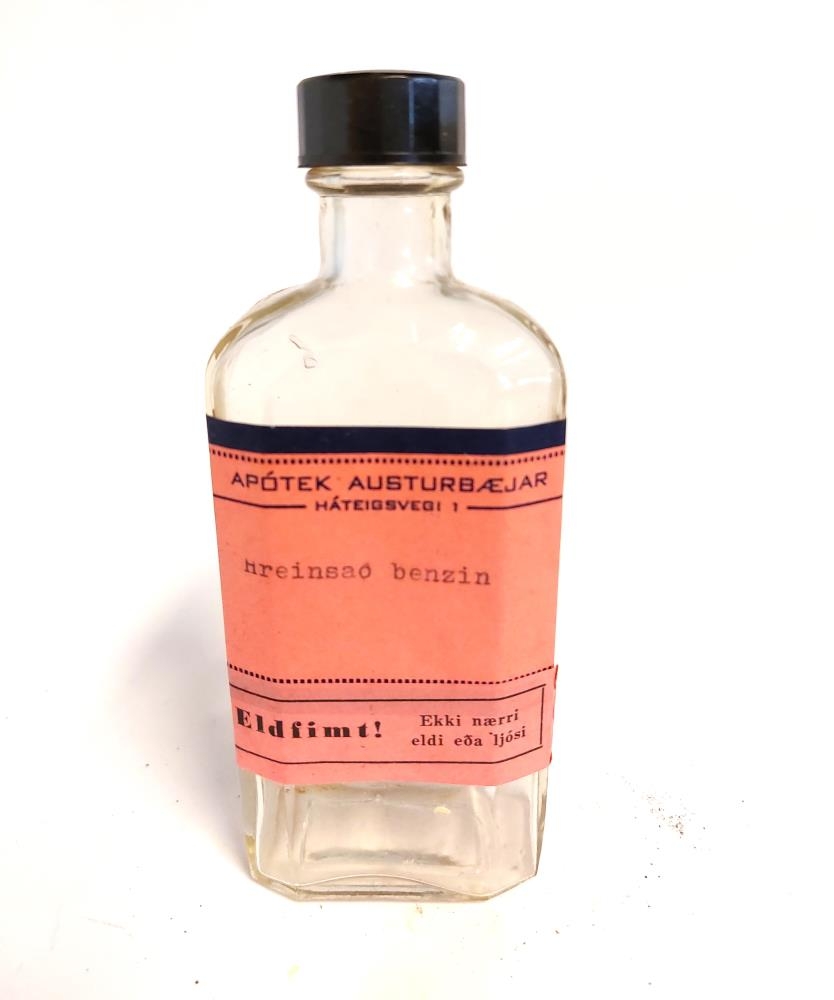 APÓTEK AUSTURBÆJAR
HÁTEIGSVEGI 1
Hreinsað benzin
Eldfimt!
Ekki nærri
eldi eða ljósi